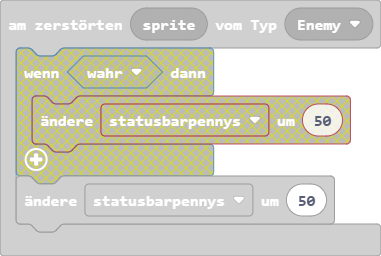 am zerstörten sprite vom Typ Enemy
wenn wahr dann
ändere statusbarpennys um 50
ändere statusbarpennys um 50